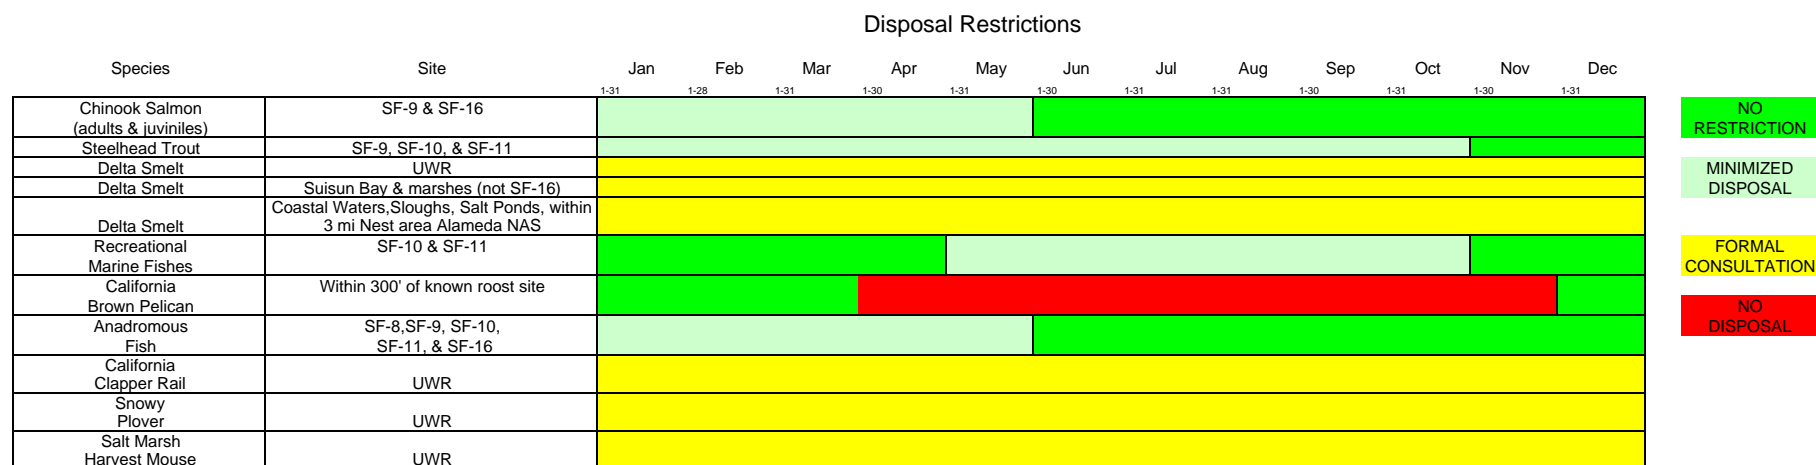 Disposal Restrictions
Species Site Jan Feb Mar Apr May Jun Jul Aug Sep Oct Nov Dec
1-31 1-28 1-31 1-30 1-31 1-30 1-31 1-31 1-30 1-31 1-30 1-31
Chinook Salmon SF-9 & SF-16 NO
(adults & juviniles) RESTRICTION
Steelhead Trout SF-9, SF-10, & SF-11
Delta Smelt UWR MINIMIZED
Delta Smelt Suisun Bay & marshes (not SF-16) DISPOSAL
Coastal Waters,Sloughs, Salt Ponds, within
Delta Smelt 3 mi Nest area Alameda NAS
Recreational SF-10 & SF-11 FORMAL
Marine Fishes CONSULTATION
California Within 300' of known roost site
Brown Pelican NO
Anadromous SF-8,SF-9, SF-10, DISPOSAL
Fish SF-11, & SF-16
California
Clapper Rail UWR
Snowy
Plover UWR
Salt Marsh
Harvest Mouse UWR